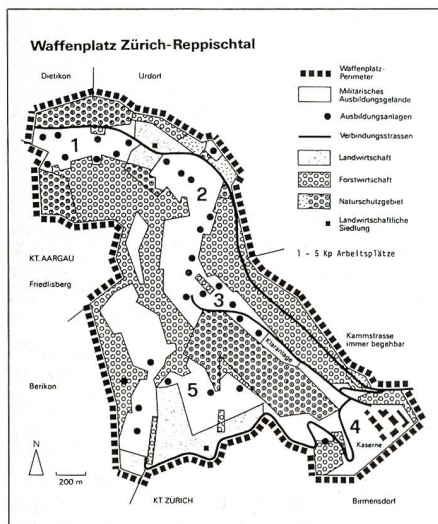 Waffenplatz Zürich-Reppischtal
Dietikon
Urdorf
Waffenplatz-
Perimeter
Militärisches
Ausbildungsgelände
Ausbildungsanlagen
Verbindungsstrassen
Landwirtschaft
Forstwirtschaft
Naturschutzgebiet
Landwirtschaftliche
Siedlung
1
2
1 - 5 Kp Arbeitsplätze
KT. AARGAU
Friedlisberg
3
Kläranlage
Kammstrasse
immer begehbar
Berikon
5
4
Kaserne
N
200 m
KT. ZÜRICH
Birmensdorf